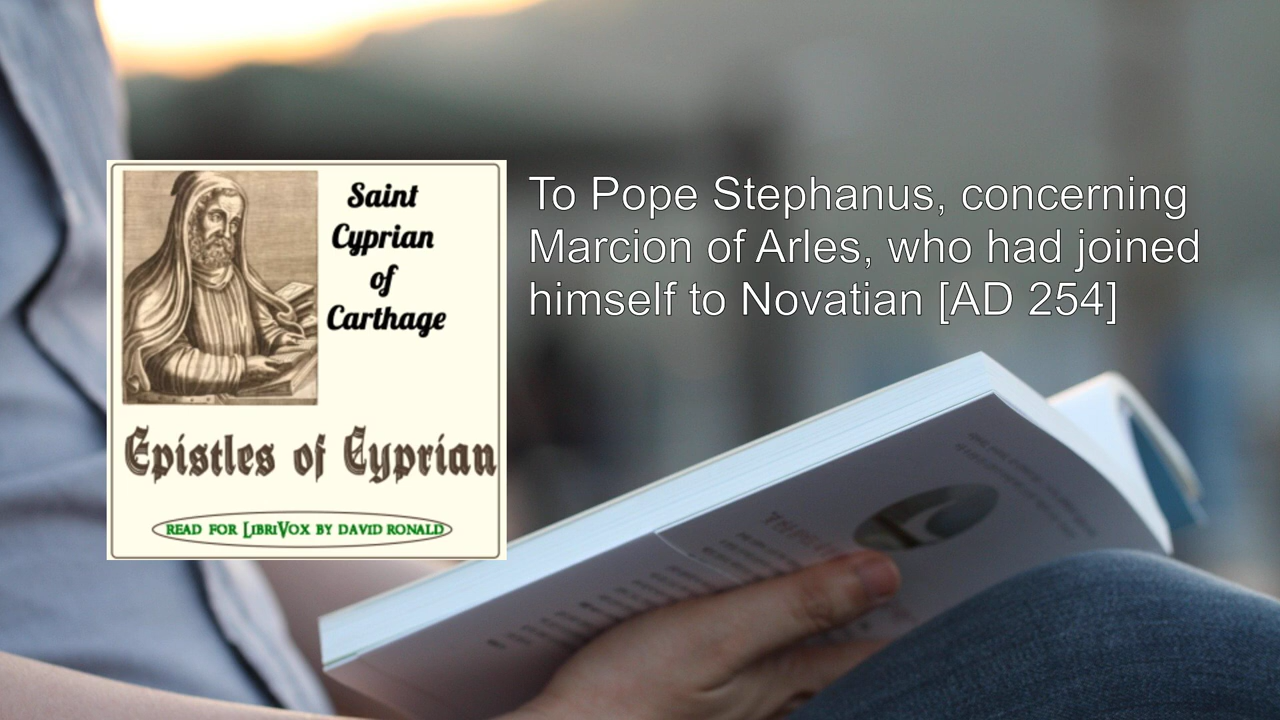 Saint
Cyprian
of
Carthage
Epistles of Cyprian
READ FOR LIBRIVOX BY DAVID RONALD
To Pope Stephanus, concerning
Marcion of Arles, who had joined
himself to Novatian [AD 254]